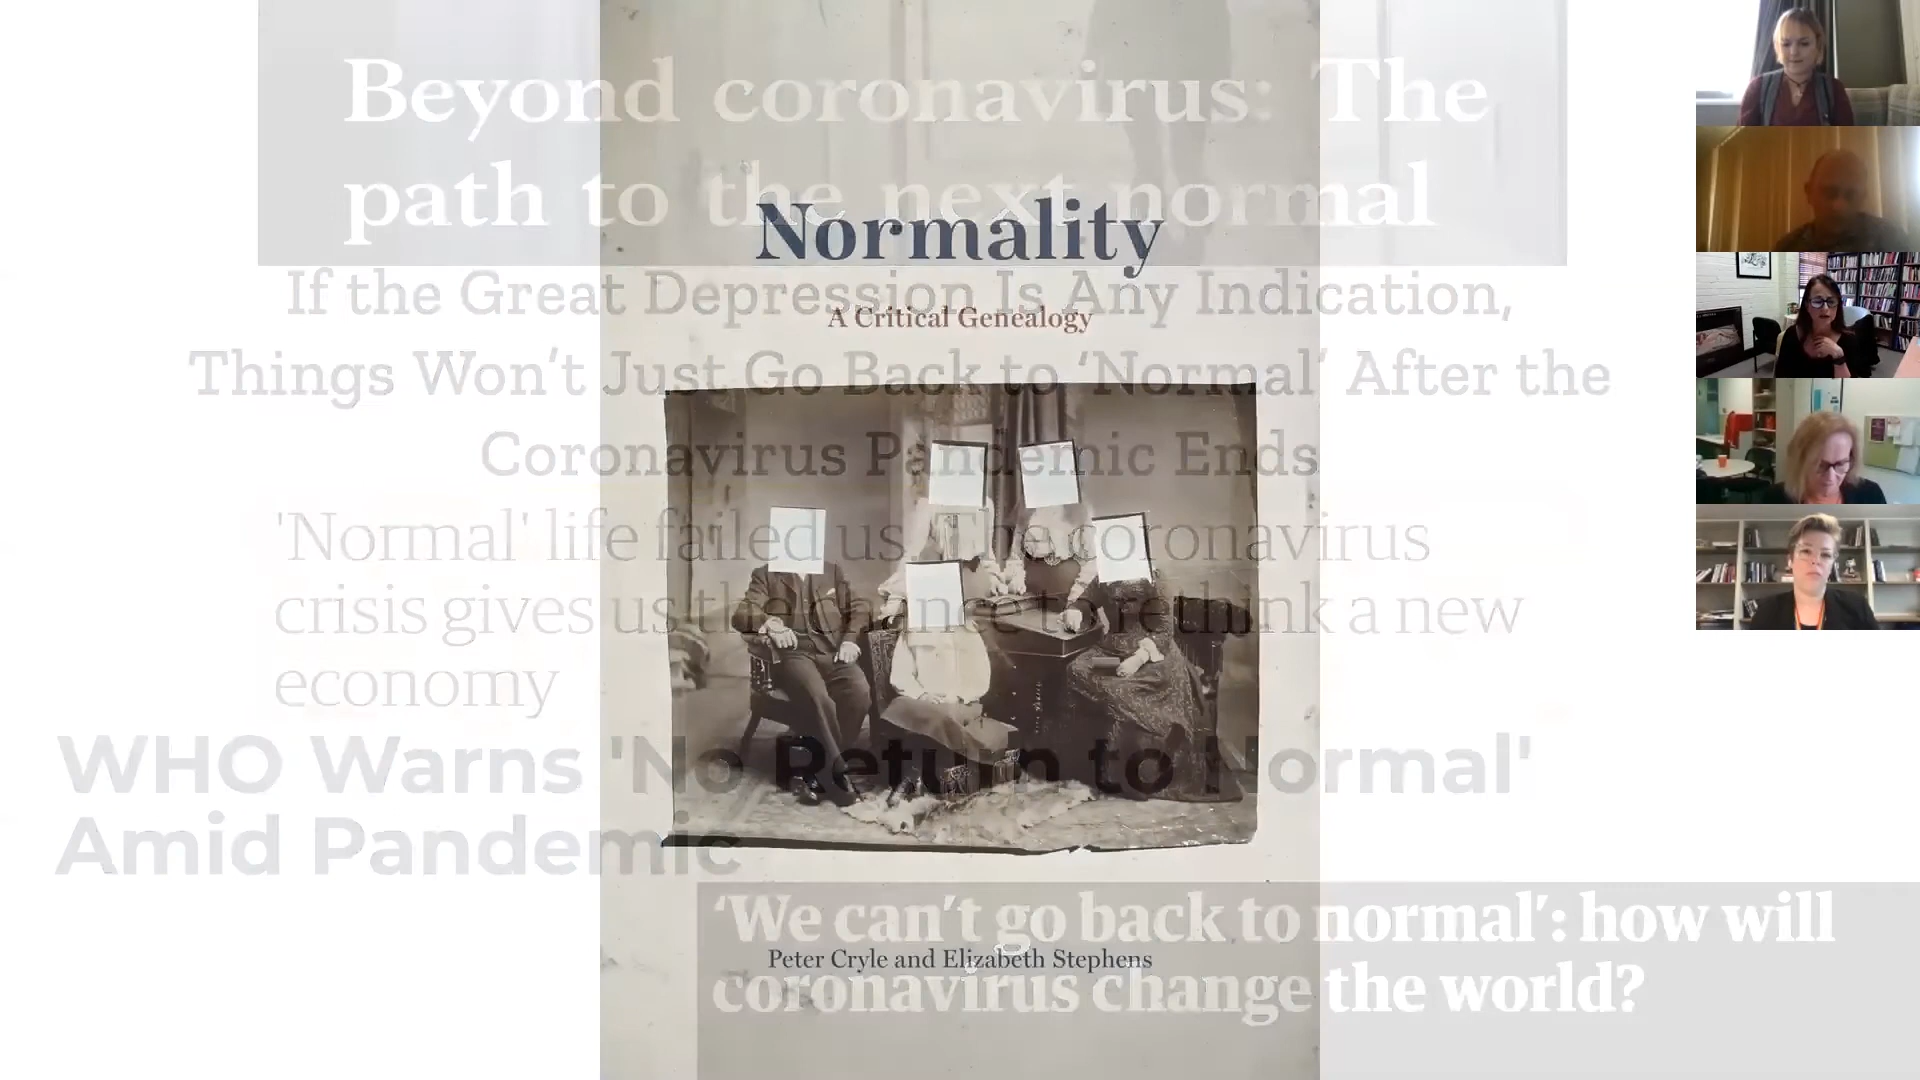 Beyond coronavirus: The
path to the next normal
Normality
If the Great Depression Is Any Indication,
A Critical Genealogy
Things Won’t Just Go Back to ‘Normal’ After the
Coronavirus Pandemic Ends
'Normal' life failed us. The coronavirus
crisis gives us the chance to rethink a new
economy
WHO Warns 'No Return to Normal'
Amid Pandemic
‘We can’t go back to normal’: how will
Peter Cryle and Elizabeth Stephens
coronavirus change the world?